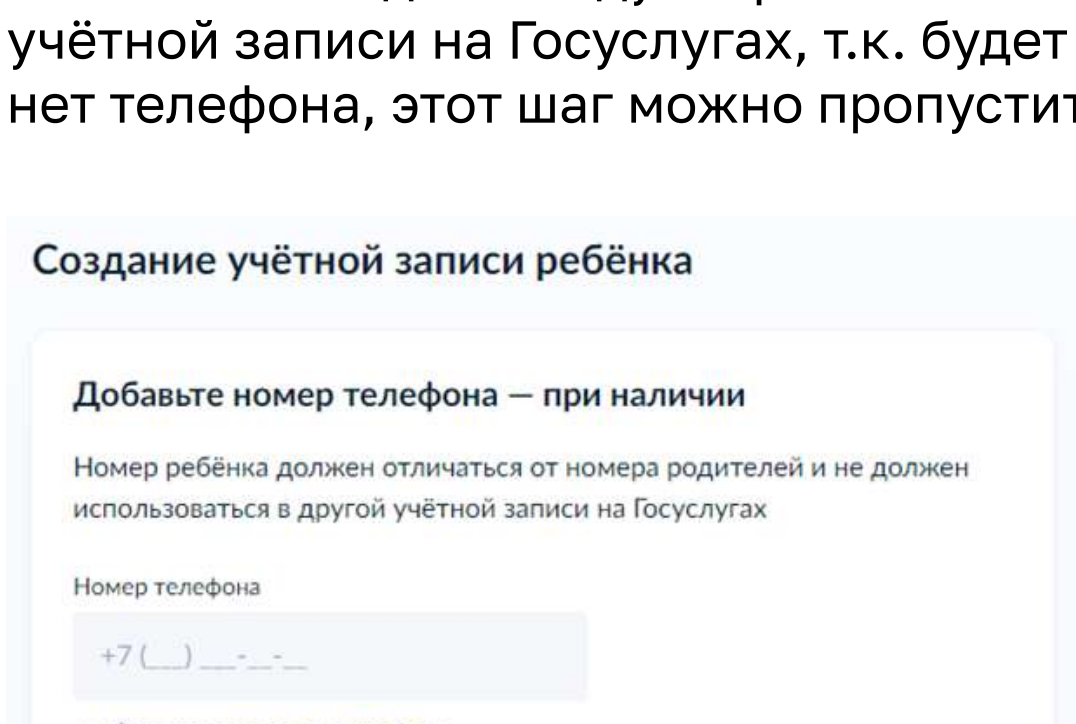 учётной записи на Госуслугах, т.к. будет
нет телефона, этот шаг можно пропустит
Создание учётной записи ребёнка
Добавьте номер телефона — при наличии
Номер ребёнка должен отличаться от номера родителей и не должен
использоваться в другой учётной записи на Госуслугах
Номер телефона
+7 (___) ___-__-__